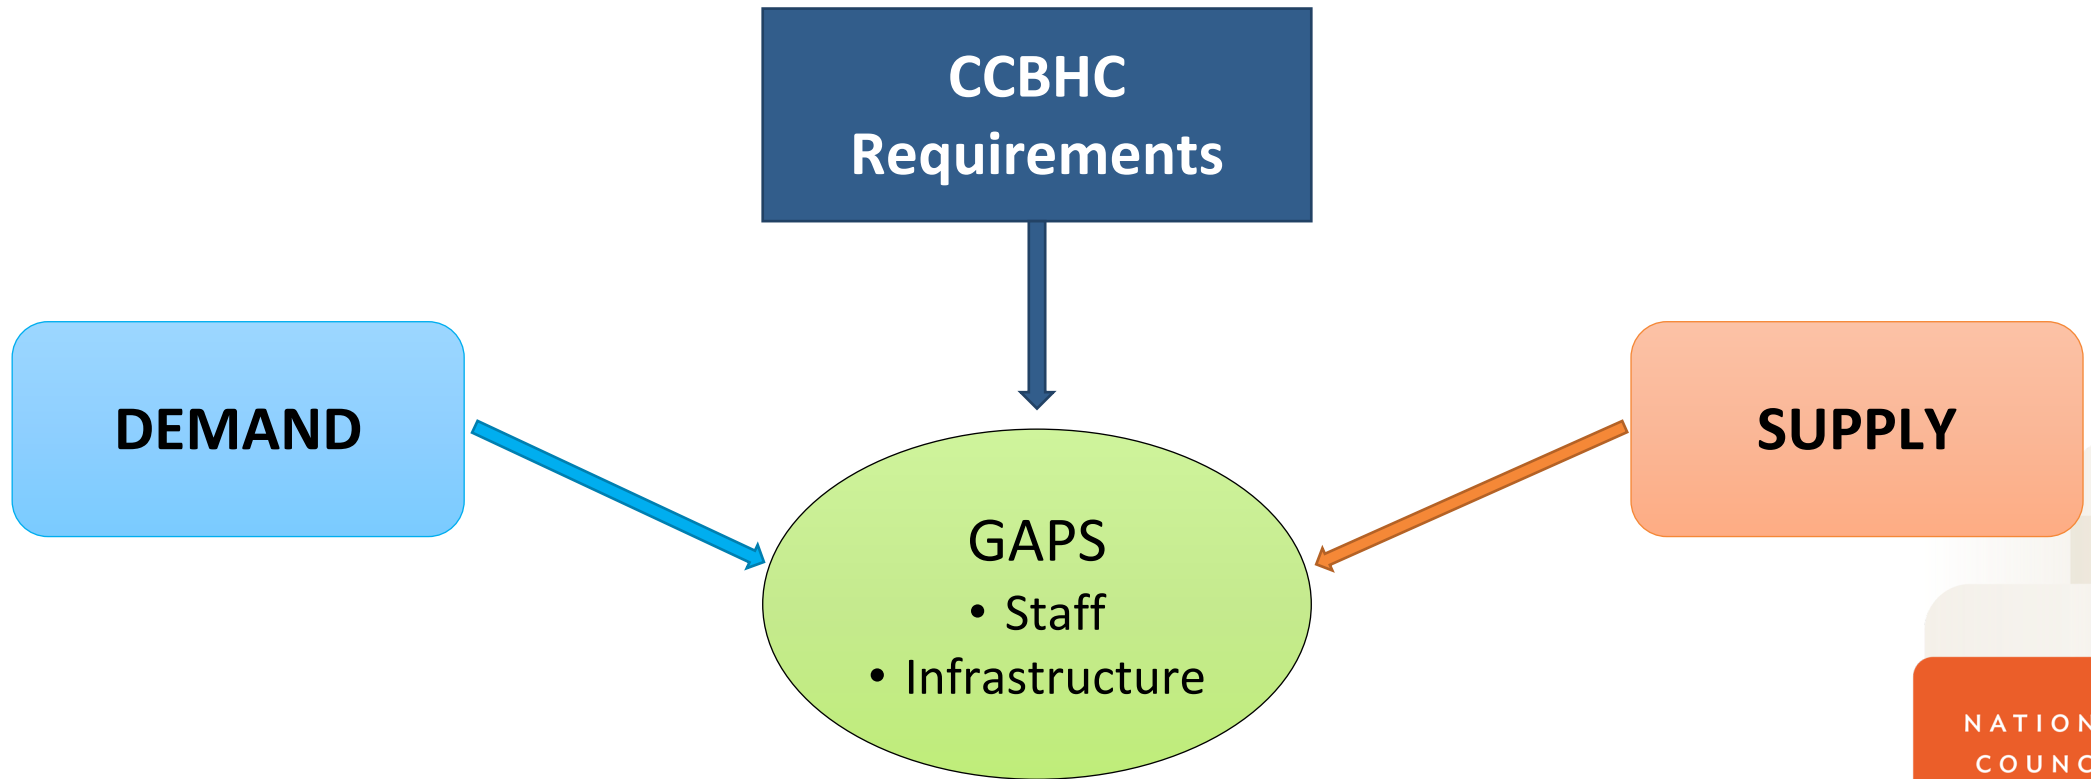 CCBHC
Requirements
DEMAND
SUPPLY
GAPS
• Staff
• Infrastructure